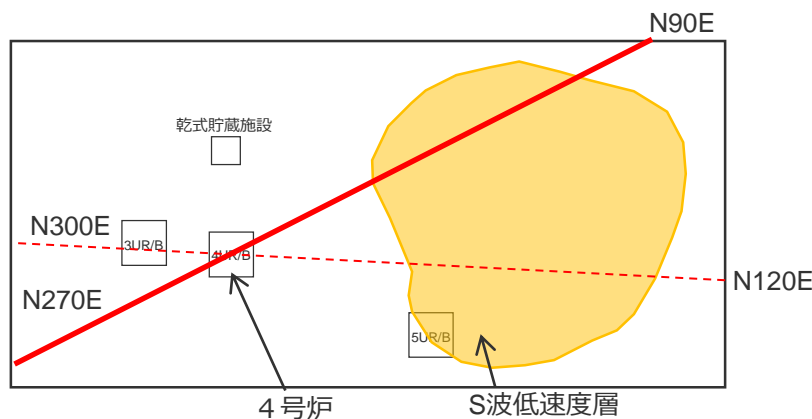 N90E
乾式貯蔵施設
N300E
3UR/B
4UR/B
N120E
N270E
5UR/B
4号炉
S波低速度層